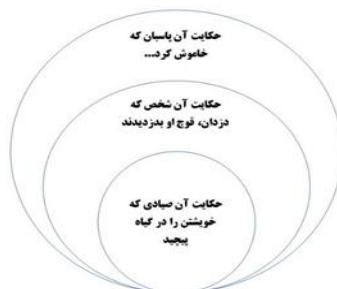 حکایت آن پاسبان که
خاموش کرد...
حکایت آن شخص که
دزدان، قوچ او بدزدیدند
حکایت آن صیادی که
خویشتن را در گیاه
پیچید